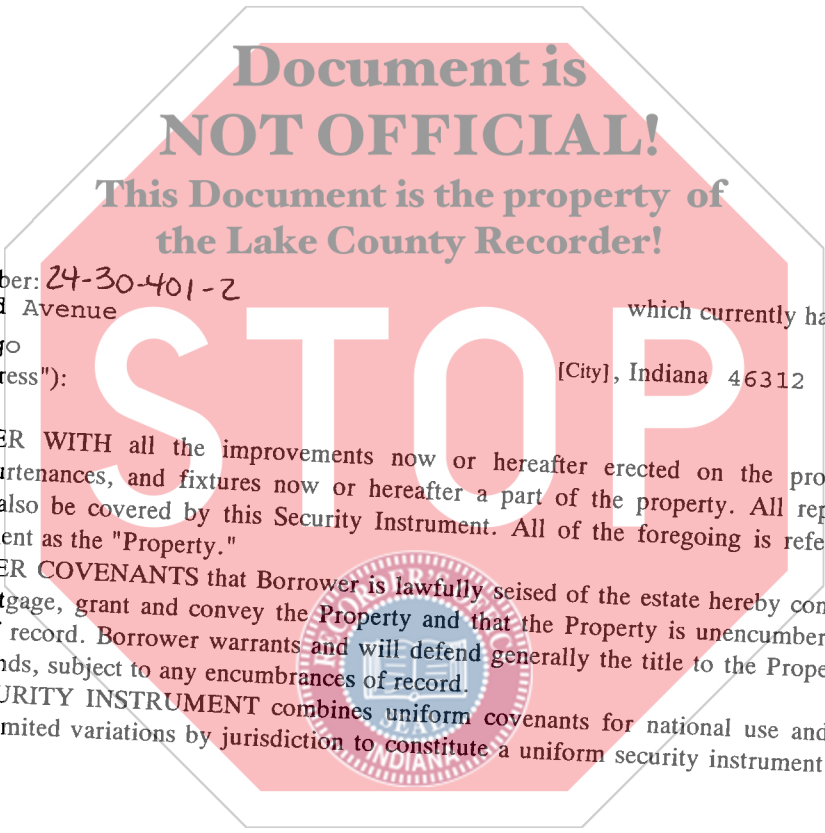 Document is
NOT OFFICIAL!
This Document is the property of
the Lake County Recorder!
ber: 24-30-401-2
d Avenue which currently ha
go
ress"): [City], Indiana 46312
STOP
ER WITH all the improvements now or hereafter erected on the pro
urtenances, and fixtures now or hereafter a part of the property. All rep
also be covered by this Security Instrument. All of the foregoing is refe
ent as the "Property."
ER COVENANTS that Borrower is lawfully seised of the estate hereby con
tgage, grant and convey the Property and that the Property is unencumber
f record. Borrower warrants and will defend generally the title to the Prope
nds, subject to any encumbrances of record.
URITY INSTRUMENT combines uniform covenants for national use and
mited variations by jurisdiction to constitute a uniform security instrument
RECORDER'S OFFICE
SEAL
INDIANA